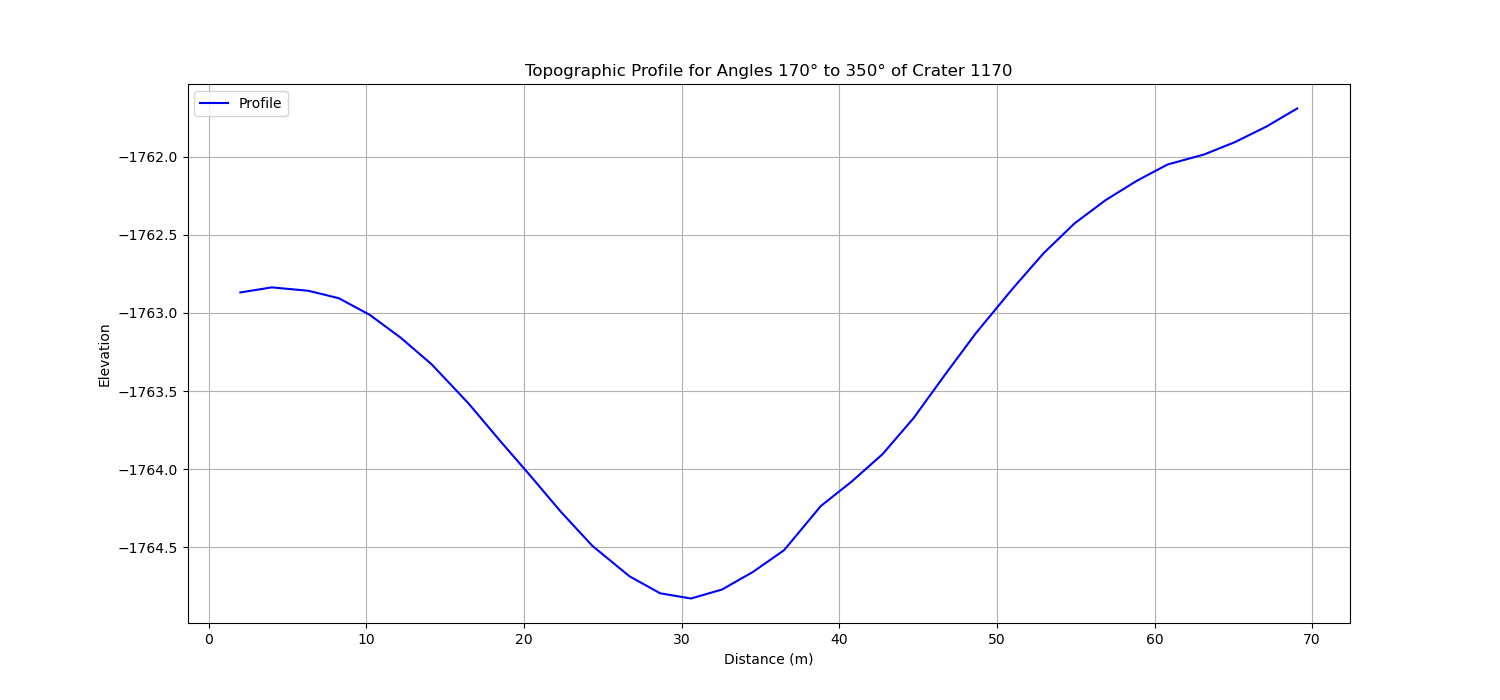 Topographic Profile for Angles 170° to 350° of Crater 1170
Profile
−1762.0
−1762.5
−1763.0
−1763.5
−1764.0
−1764.5
Elevation
0 10 20 30 40 50 60 70
Distance (m)